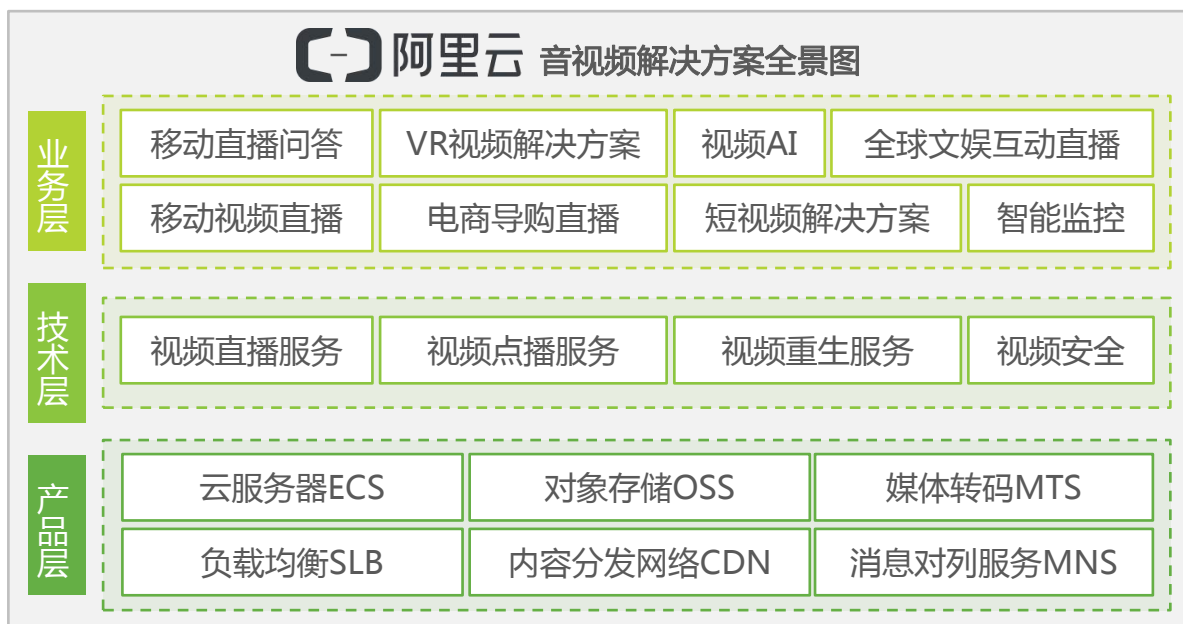 阿里云 音视频解决方案全景图
业务层
移动直播问答 VR视频解决方案 视频AI 全球文娱互动直播
移动视频直播 电商导购直播 短视频解决方案 智能监控
技术层
视频直播服务 视频点播服务 视频重生服务 视频安全
产品层
云服务器ECS 对象存储OSS 媒体转码MTS
负载均衡SLB 内容分发网络CDN 消息对列服务MNS